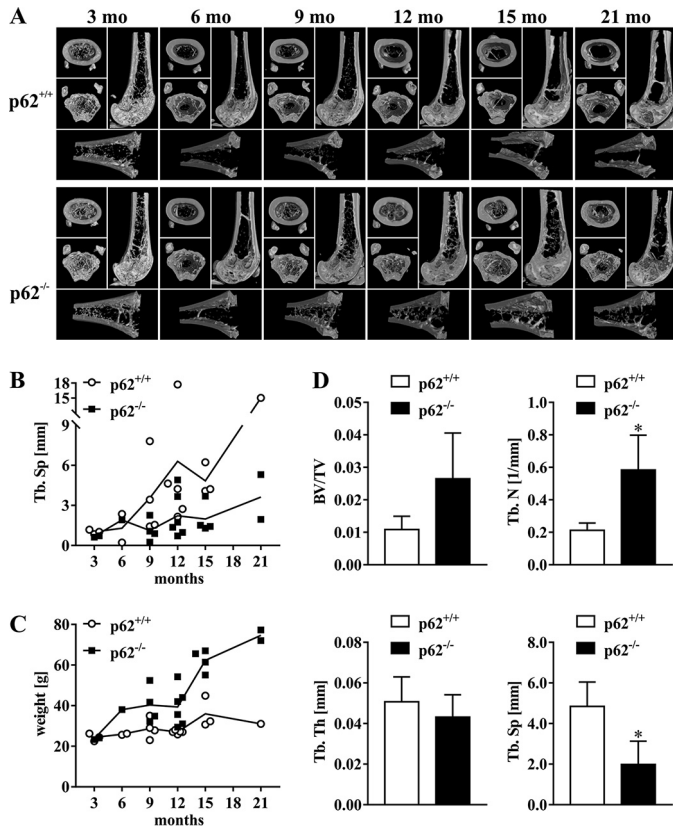 A
3 mo 6 mo 9 mo 12 mo 15 mo 21 mo
p62+/+
p62-/-
B
18
15
9
6
3
0
Tb. Sp [mm]
p62+/+
p62-/-
3 6 9 12 15 18 21
months
C
80
60
40
20
0
weight [g]
p62+/+
p62-/-
3 6 9 12 15 18 21
months
D
p62+/+
p62-/-
0.05
0.04
0.03
0.02
0.01
0.00
BV/TV
p62+/+
p62-/-
1.0
0.8
0.6
0.4
0.2
0.0
Tb. N [1/mm]
*
p62+/+
p62-/-
0.10
0.08
0.06
0.04
0.02
0.00
Tb. Th [mm]
p62+/+
p62-/-
8.0
6.0
4.0
2.0
0.0
Tb. Sp [mm]
*